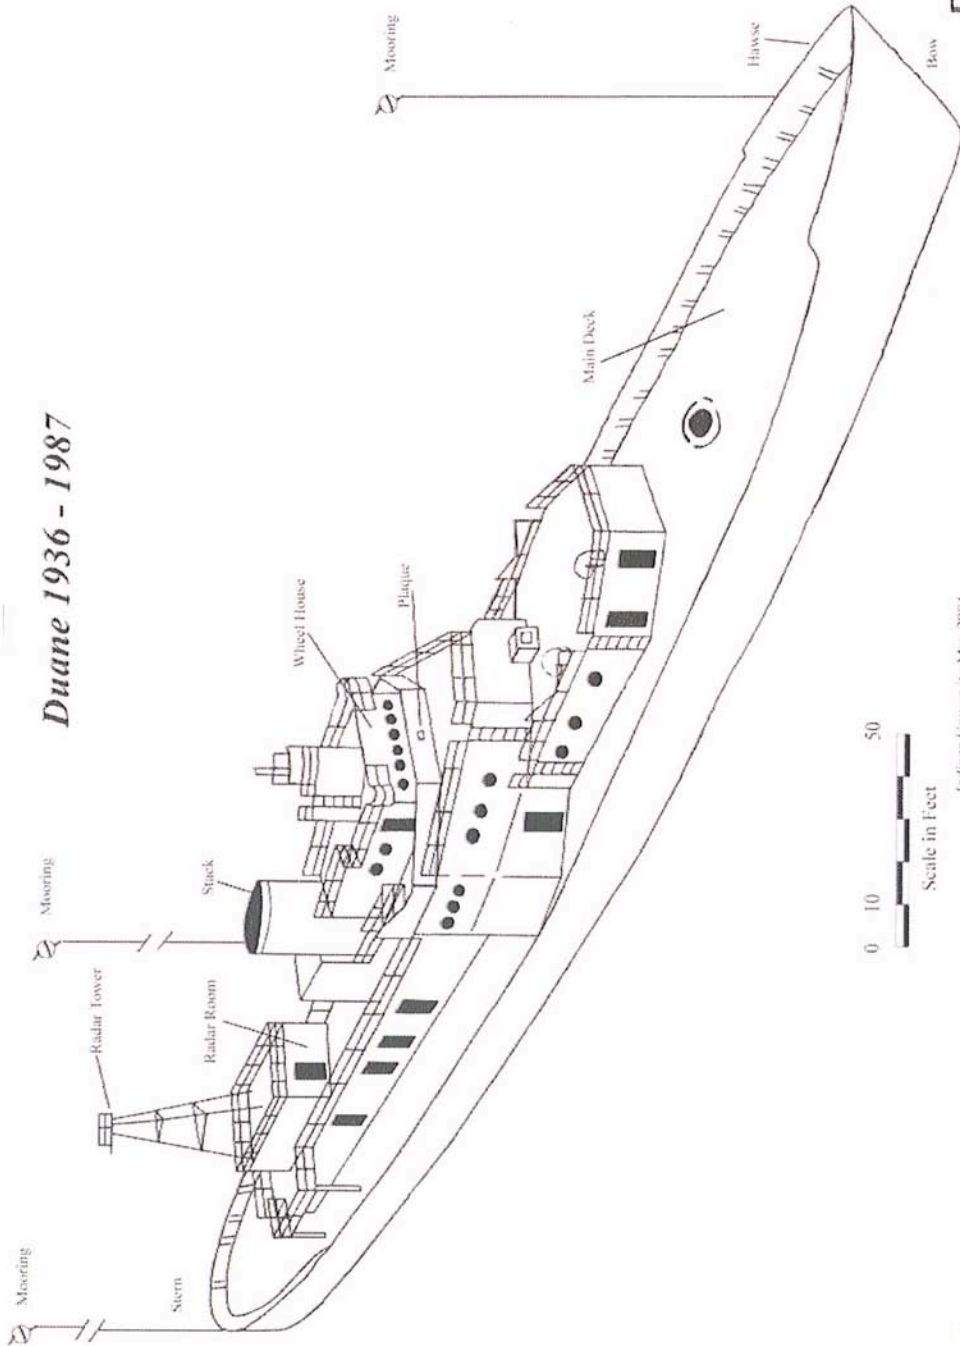 Duane 1936 - 1987
Mooring
Radar Tower
Mooring
Radar Room
Stack
Stern
Wheel House
Plaque
Mooring
Main Deck
Hawse
Bow
0 10 50
Scale in Feet